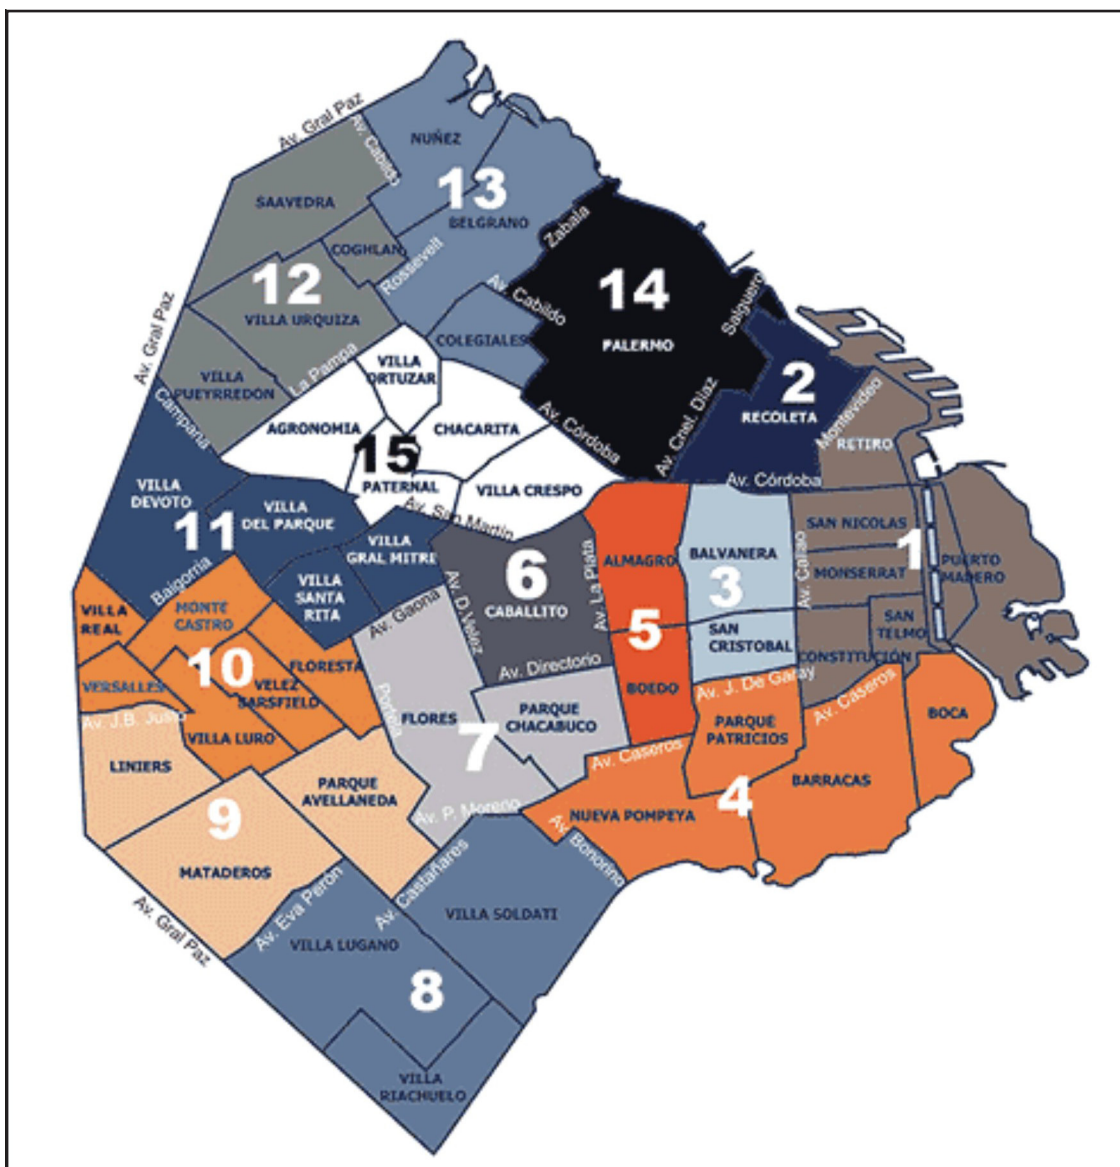 Av. Gral Paz
Av. Cabildo
NUÑEZ
13
BELGRANO
SAAVEDRA
COGHLAN
Rossevelt
Zabala
12
VILLA URQUIZA
Av. Cabildo
14
PALERMO
Salguero
Av. Gral Paz
La Pampa
VILLA
ORTUZAR
COLEGIALES
VILLA
PUEYRREDÓN
2
RECOLETA
Montevideo
RETIRO
Campana
AGRONOMIA
CHACARITA
Av. Córdoba
Av. Cnel. Díaz
15
PATERNAL
VILLA CRESPO
Av. Córdoba
VILLA
DEVOTO
11
VILLA
DEL PARQUE
Av. San Martín
VILLA
GRAL MITRE
SAN NICOLAS
1
MONSERRAT
PUERTO
MADERO
Av. Callao
BALVANERA
3
ALMAGRO
Av. La Plata
6
CABALLITO
Av. D.Velez
Baigorria
VILLA
SANTA
RITA
Av. Gaona
VILLA
REAL
MONTE
CASTRO
5
SAN
CRISTOBAL
SAN
TELMO
CONSTITUCIÓN
10
FLORESTA
VELEZ
SARSFIELD
VERSALLES
Av. J.B. Justo
VILLA LURO
Av. Directorio
BOEDO
Av. J. De Garay
Av. Caseros
BOCA
Portela
FLORES
PARQUE
CHACABUCO
7
PARQUE
PATRICIOS
Av. Caseros
LINIERS
PARQUE
AVELLANEDA
BARRACAS
4
9
Av. P. Moreno
NUEVA POMPEYA
Av. Bonorino
MATADEROS
Av. Castañares
Av. Eva Perón
Av. Gral Paz
VILLA SOLDATI
VILLA LUGANO
8
VILLA
RIACHUELO